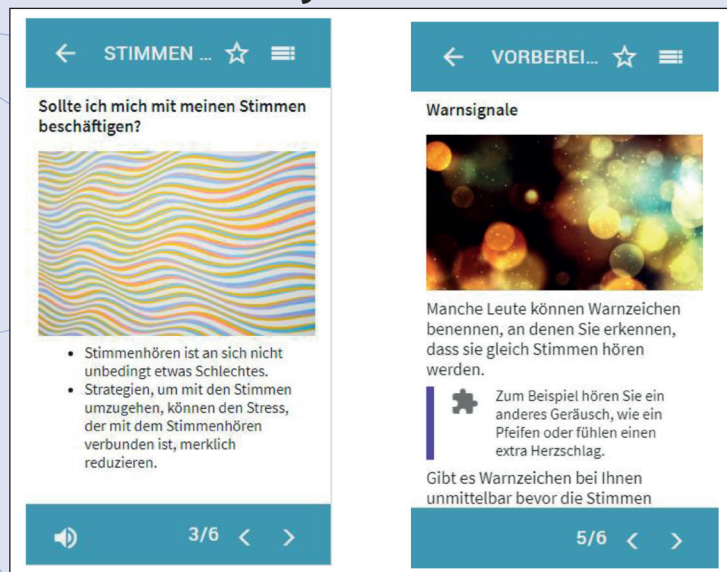 STIMMEN ...
Sollte ich mich mit meinen Stimmen
beschäftigen?
• Stimmenhören ist an sich nicht
unbedingt etwas Schlechtes.
• Strategien, um mit den Stimmen
umzugehen, können den Stress,
der mit dem Stimmenhören
verbunden ist, merklich
reduzieren.
3/6
VORBEREI...
Warnsignale
Manche Leute können Warnzeichen
benennen, an denen Sie erkennen,
dass sie gleich Stimmen hören
werden.
Zum Beispiel hören Sie ein
anderes Geräusch, wie ein
Pfeifen oder fühlen einen
extra Herzschlag.
Gibt es Warnzeichen bei Ihnen
unmittelbar bevor die Stimmen
5/6